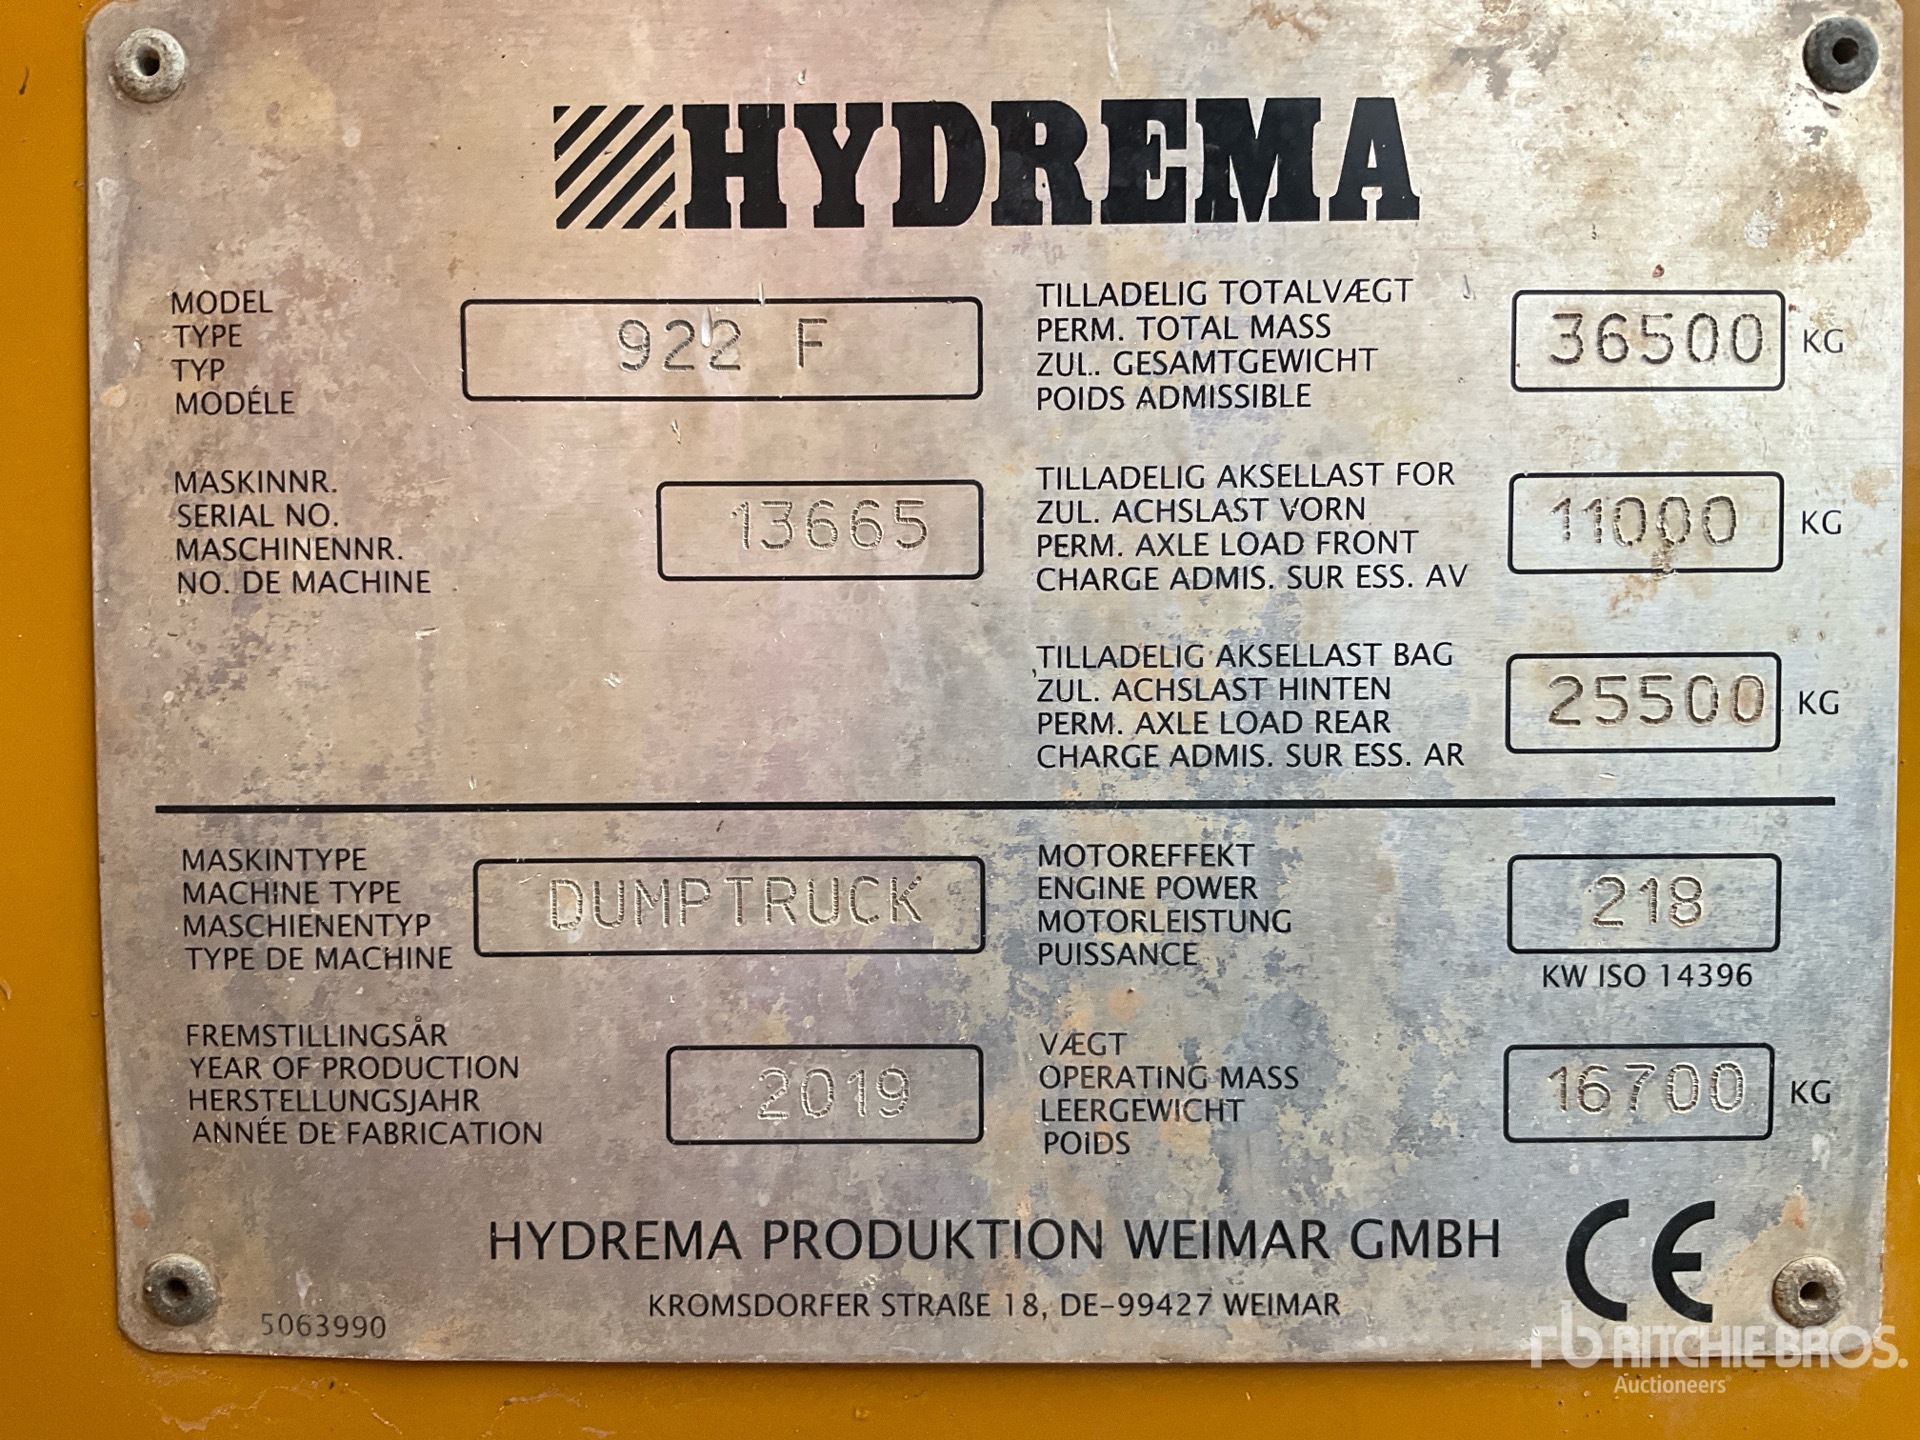 HYDREMA
MODEL
TYPE
TYP
MODÉLE
922 F
MASKINNR.
SERIAL NO.
MASCHINENNR.
NO. DE MACHINE
13665
TILLADELIG TOTALVÆGT
PERM. TOTAL MASS
ZUL. GESAMTGEWICHT
POIDS ADMISSIBLE
36500 KG
TILLADELIG AKSELLAST FOR
ZUL. ACHSLAST VORN
PERM. AXLE LOAD FRONT
CHARGE ADMIS. SUR ESS. AV
11000 KG
TILLADELIG AKSELLAST BAG
ZUL. ACHSLAST HINTEN
PERM. AXLE LOAD REAR
CHARGE ADMIS. SUR ESS. AR
25500 KG
MASKINTYPE
MACHINE TYPE
MASCHIENENTYP
TYPE DE MACHINE
DUMPTRUCK
FREMSTILLINGSÅR
YEAR OF PRODUCTION
HERSTELLUNGSJAHR
ANNÉE DE FABRICATION
2019
MOTOREFFEKT
ENGINE POWER
MOTORLEISTUNG
PUISSANCE
218
KW ISO 14396
VÆGT
OPERATING MASS
LEERGEWICHT
POIDS
16700 KG
HYDREMA PRODUKTION WEIMAR GMBH
KROMSDORFER STRAßE 18, DE-99427 WEIMAR
CE
5063990
rb RITCHIE BROS.
Auctioneers